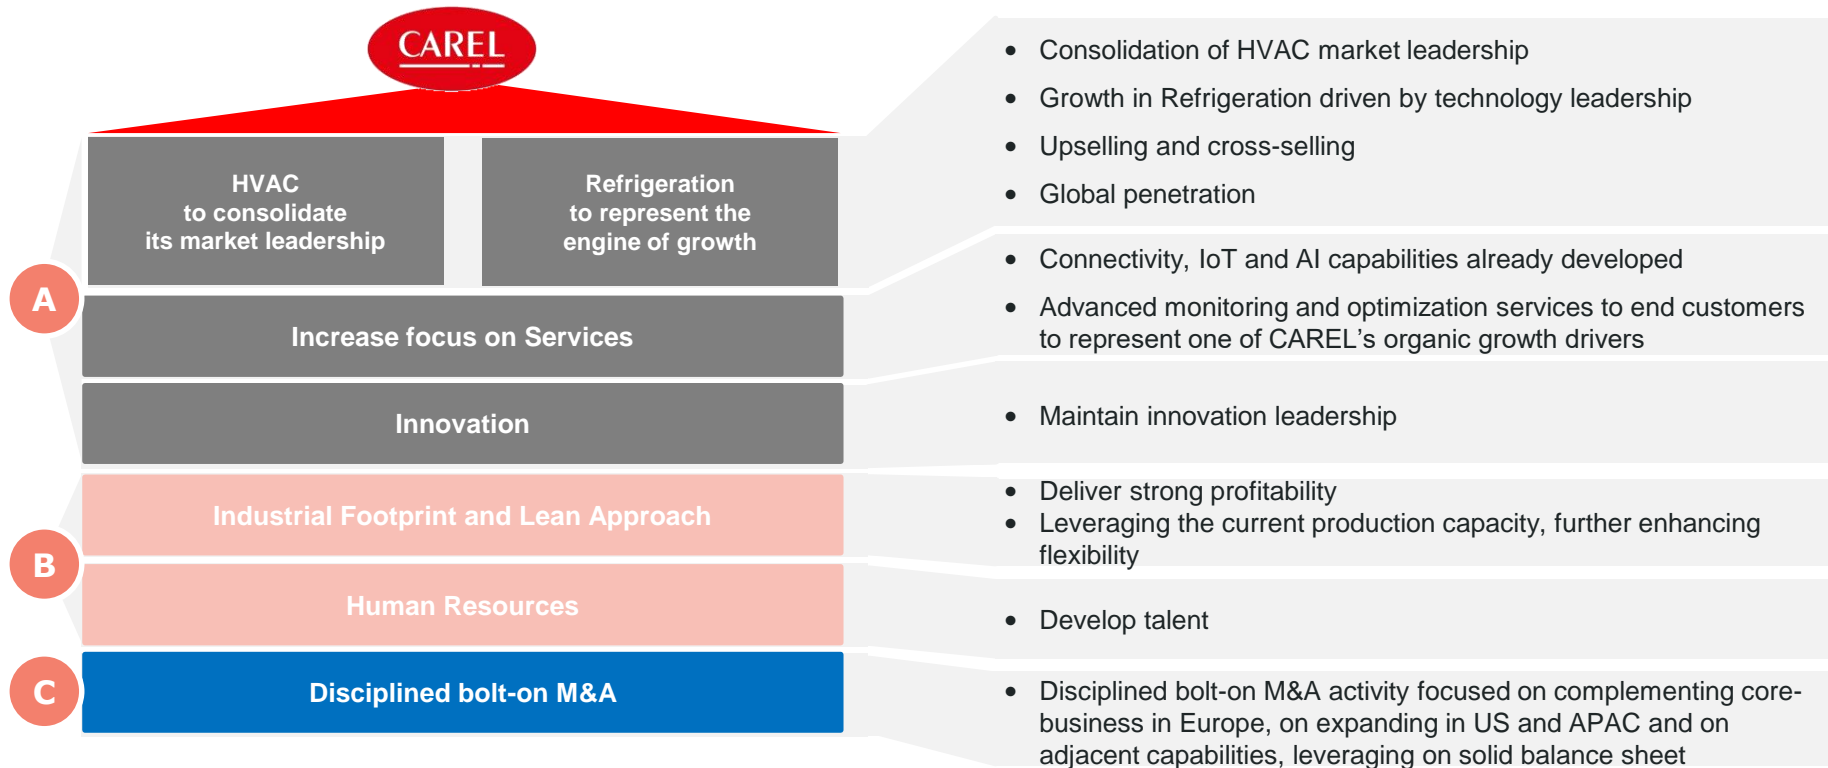 CAREL
HVAC
to consolidate
its market leadership
Refrigeration
to represent the
engine of growth
• Consolidation of HVAC market leadership
• Growth in Refrigeration driven by technology leadership
• Upselling and cross-selling
• Global penetration
A
Increase focus on Services
• Connectivity, IoT and AI capabilities already developed
• Advanced monitoring and optimization services to end customers
to represent one of CAREL’s organic growth drivers
Innovation
• Maintain innovation leadership
B
Industrial Footprint and Lean Approach
• Deliver strong profitability
• Leveraging the current production capacity, further enhancing
flexibility
Human Resources
• Develop talent
C
Disciplined bolt-on M&A
• Disciplined bolt-on M&A activity focused on complementing core-
business in Europe, on expanding in US and APAC and on
adjacent capabilities, leveraging on solid balance sheet